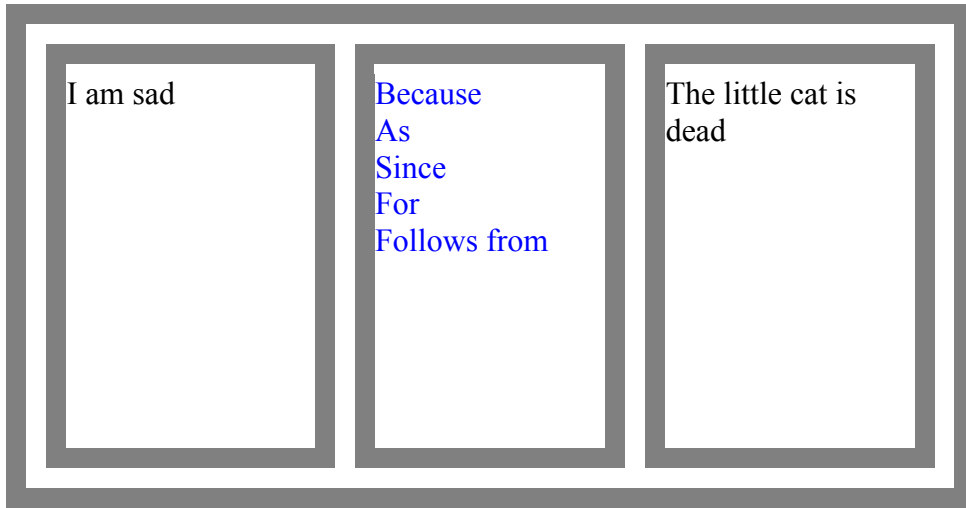 I am sad
Because
As
Since
For
Follows from
The little cat is
dead